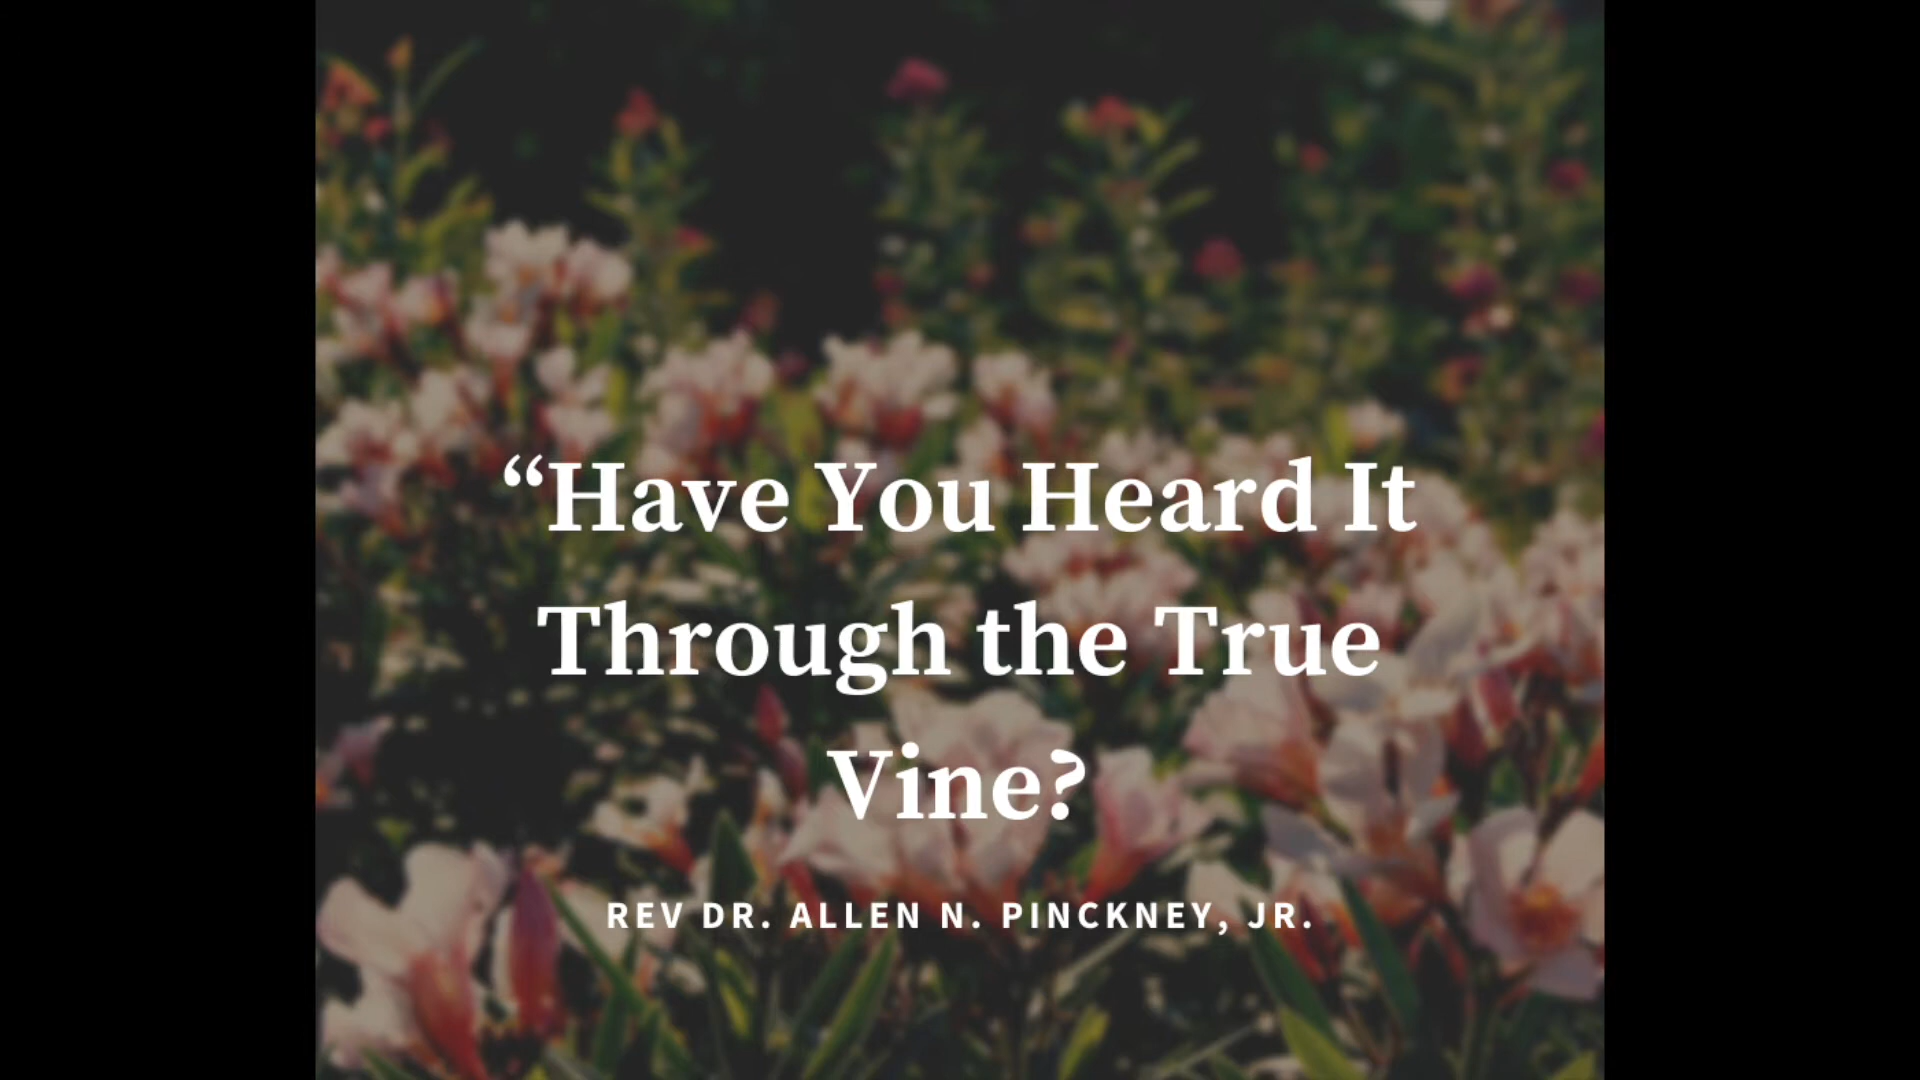 “Have You Heard It
Through the True
Vine?
REV DR. ALLEN N. PINCKNEY, JR.